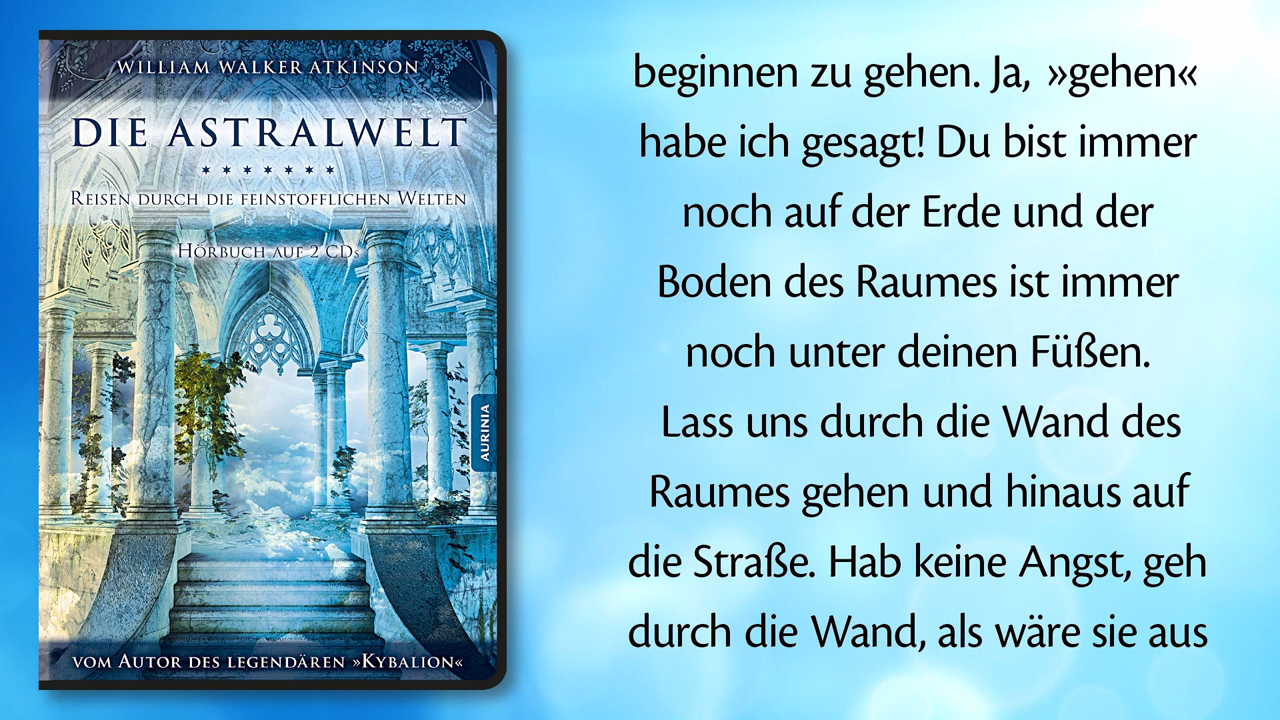 WILLIAM WALKER ATKINSON
DIE ASTRALWELT
REISEN DURCH DIE FEINSTOFFLICHEN WELTEN
HÖRBUCH AUF 2 CDs
AURINIA
VOM AUTOR DES LEGENDÄREN »KYBALION«
beginnen zu gehen. Ja, »gehen«
habe ich gesagt! Du bist immer
noch auf der Erde und der
Boden des Raumes ist immer
noch unter deinen Füßen.
Lass uns durch die Wand des
Raumes gehen und hinaus auf
die Straße. Hab keine Angst, geh
durch die Wand, als wäre sie aus